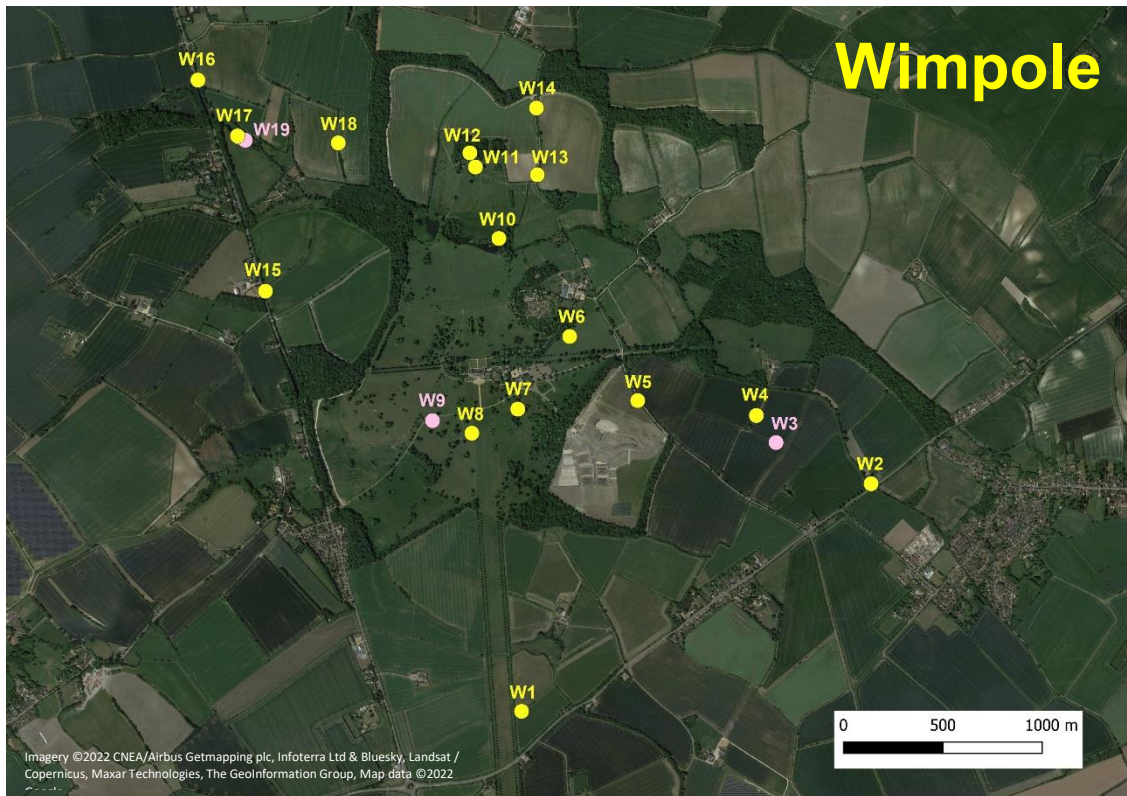 Wimpole
W16
W14
W17
W19
W18
W12
W11
W13
W10
W15
W6
W5
W7
W9
W8
W4
W3
W2
W1
0 500 1000 m
Imagery ©2022 CNEA/Airbus Getmapping plc, Infoterra Ltd & Bluesky, Landsat /
Copernicus, Maxar Technologies, The GeoInformation Group, Map data ©2022